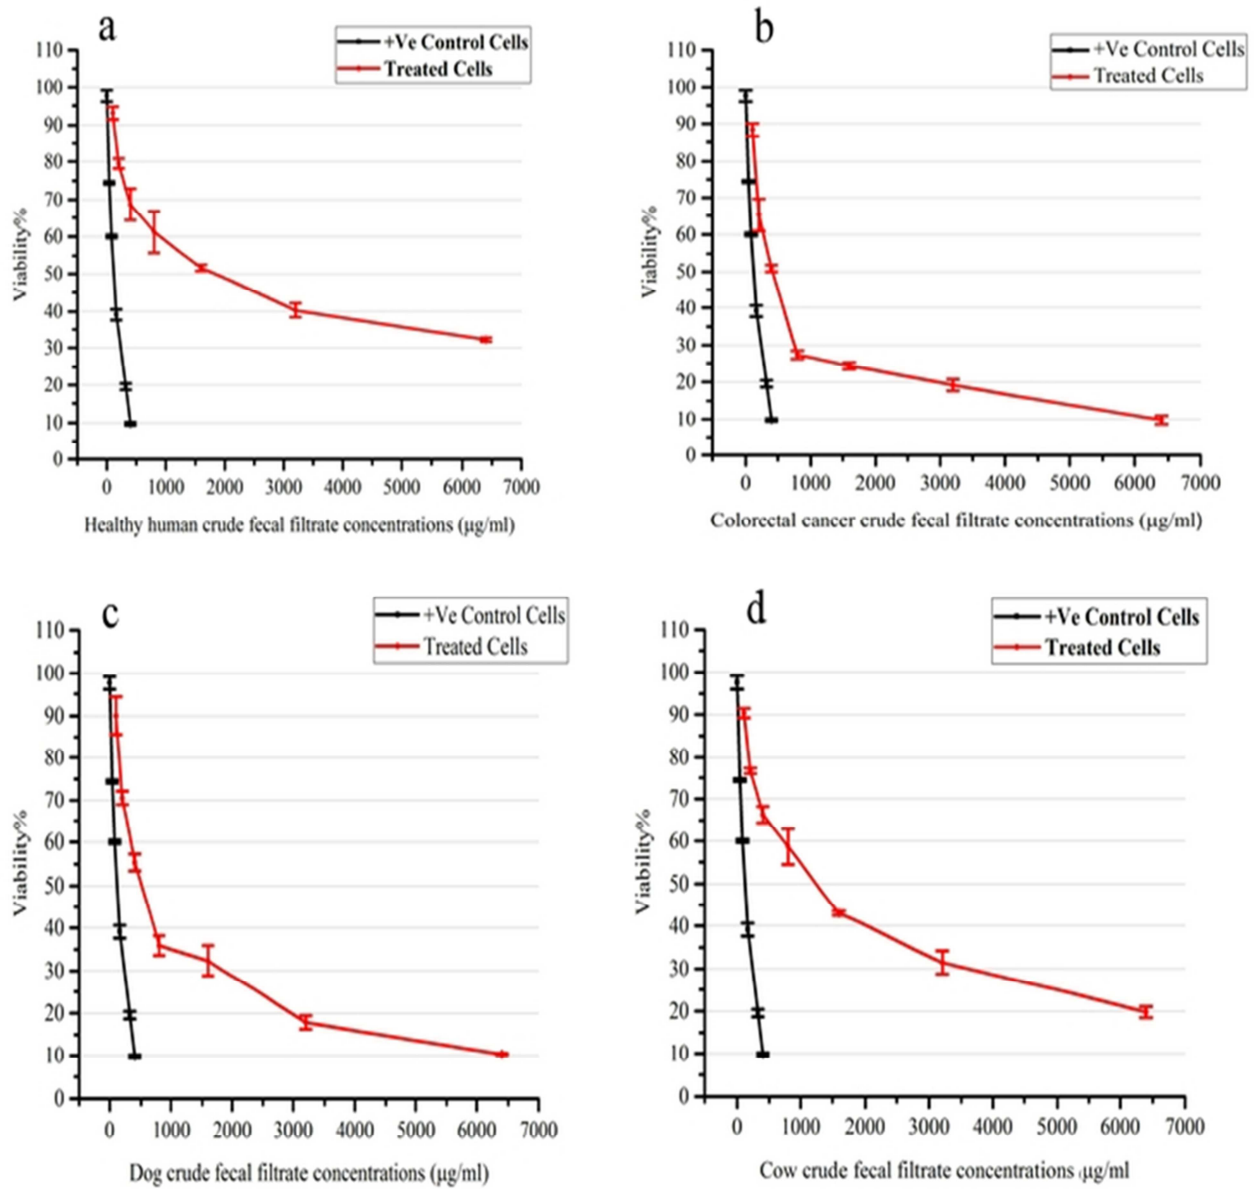 a
+Ve Control Cells
Treated Cells
110
100
90
80
70
60
50
40
30
20
10
0
Viability%
0 1000 2000 3000 4000 5000 6000 7000
Healthy human crude fecal filtrate concentrations (µg/ml)
b
+Ve Control Cells
Treated Cells
110
100
90
80
70
60
50
40
30
20
10
0
Viability%
0 1000 2000 3000 4000 5000 6000 7000
Colorectal cancer crude fecal filtrate concentrations (µg/ml)
c
+Ve Control Cells
Treated Cells
110
100
90
80
70
60
50
40
30
20
10
0
Viability%
0 1000 2000 3000 4000 5000 6000 7000
Dog crude fecal filtrate concentrations (µg/ml)
d
+Ve Control Cells
Treated Cells
110
100
90
80
70
60
50
40
30
20
10
0
Viability%
0 1000 2000 3000 4000 5000 6000 7000
Cow crude fecal filtrate concentrations (µg/ml